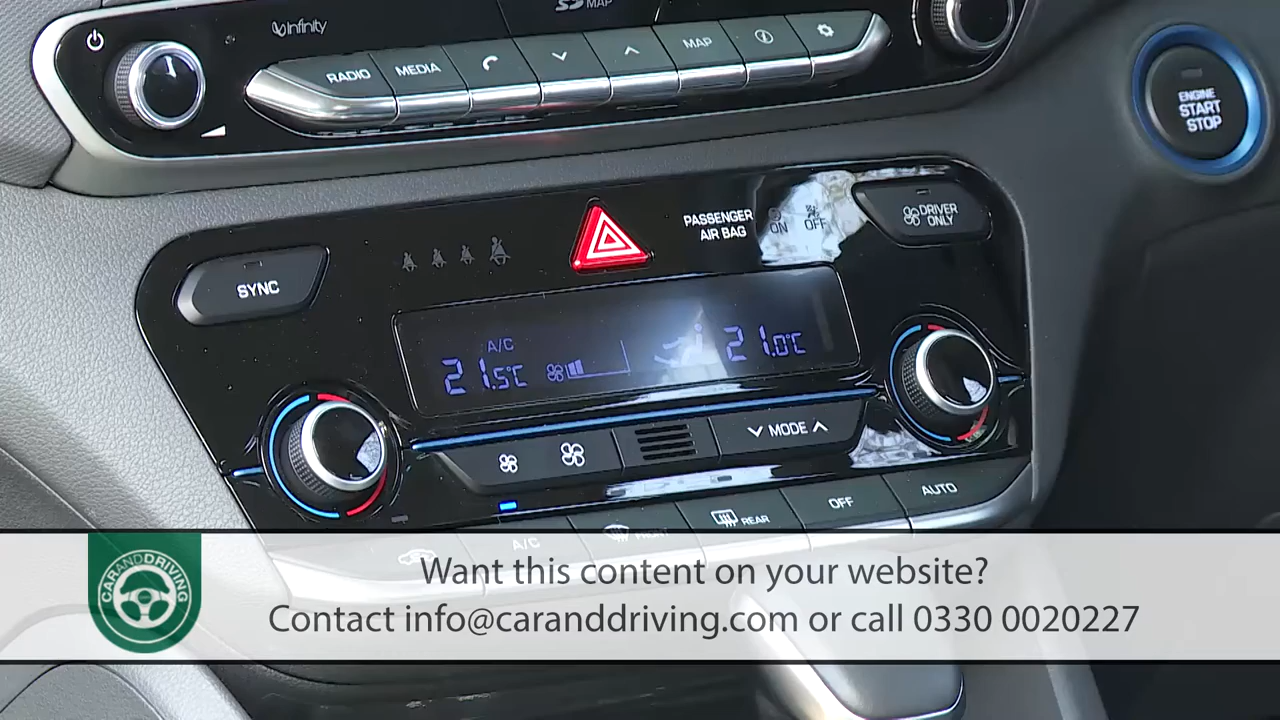 SD MAP
Infinity
RADIO
MEDIA
MAP
ENGINE
START
STOP
PASSENGER
AIR BAG
ON
OFF
DRIVER
ONLY
SYNC
A/C
21.5°C
21.0°C
MODE
A/C
FRONT
REAR
OFF
AUTO
CARANDDRIVING
Want this content on your website?
Contact info@caranddriving.com or call 0330 0020227